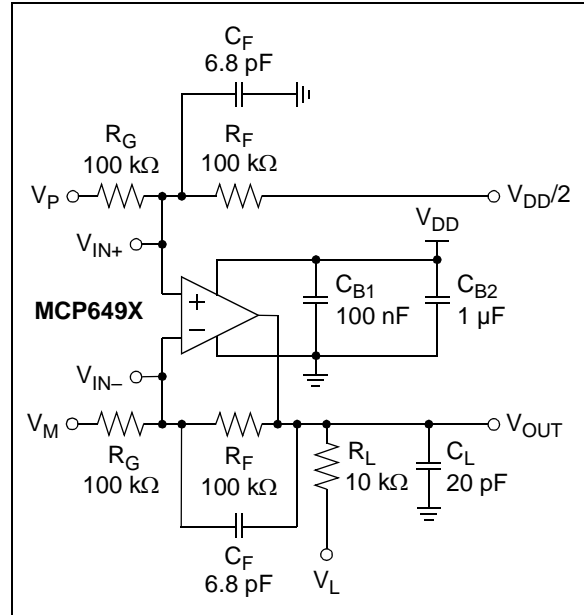 C_F
6.8 pF
R_G
100 kΩ
R_F
100 kΩ
V_P
V_DD/2
V_DD
V_IN+
MCP649X
+
−
C_B1
100 nF
C_B2
1 µF
V_IN–
V_M
V_OUT
R_G
100 kΩ
R_F
100 kΩ
R_L
10 kΩ
C_L
20 pF
C_F
6.8 pF
V_L